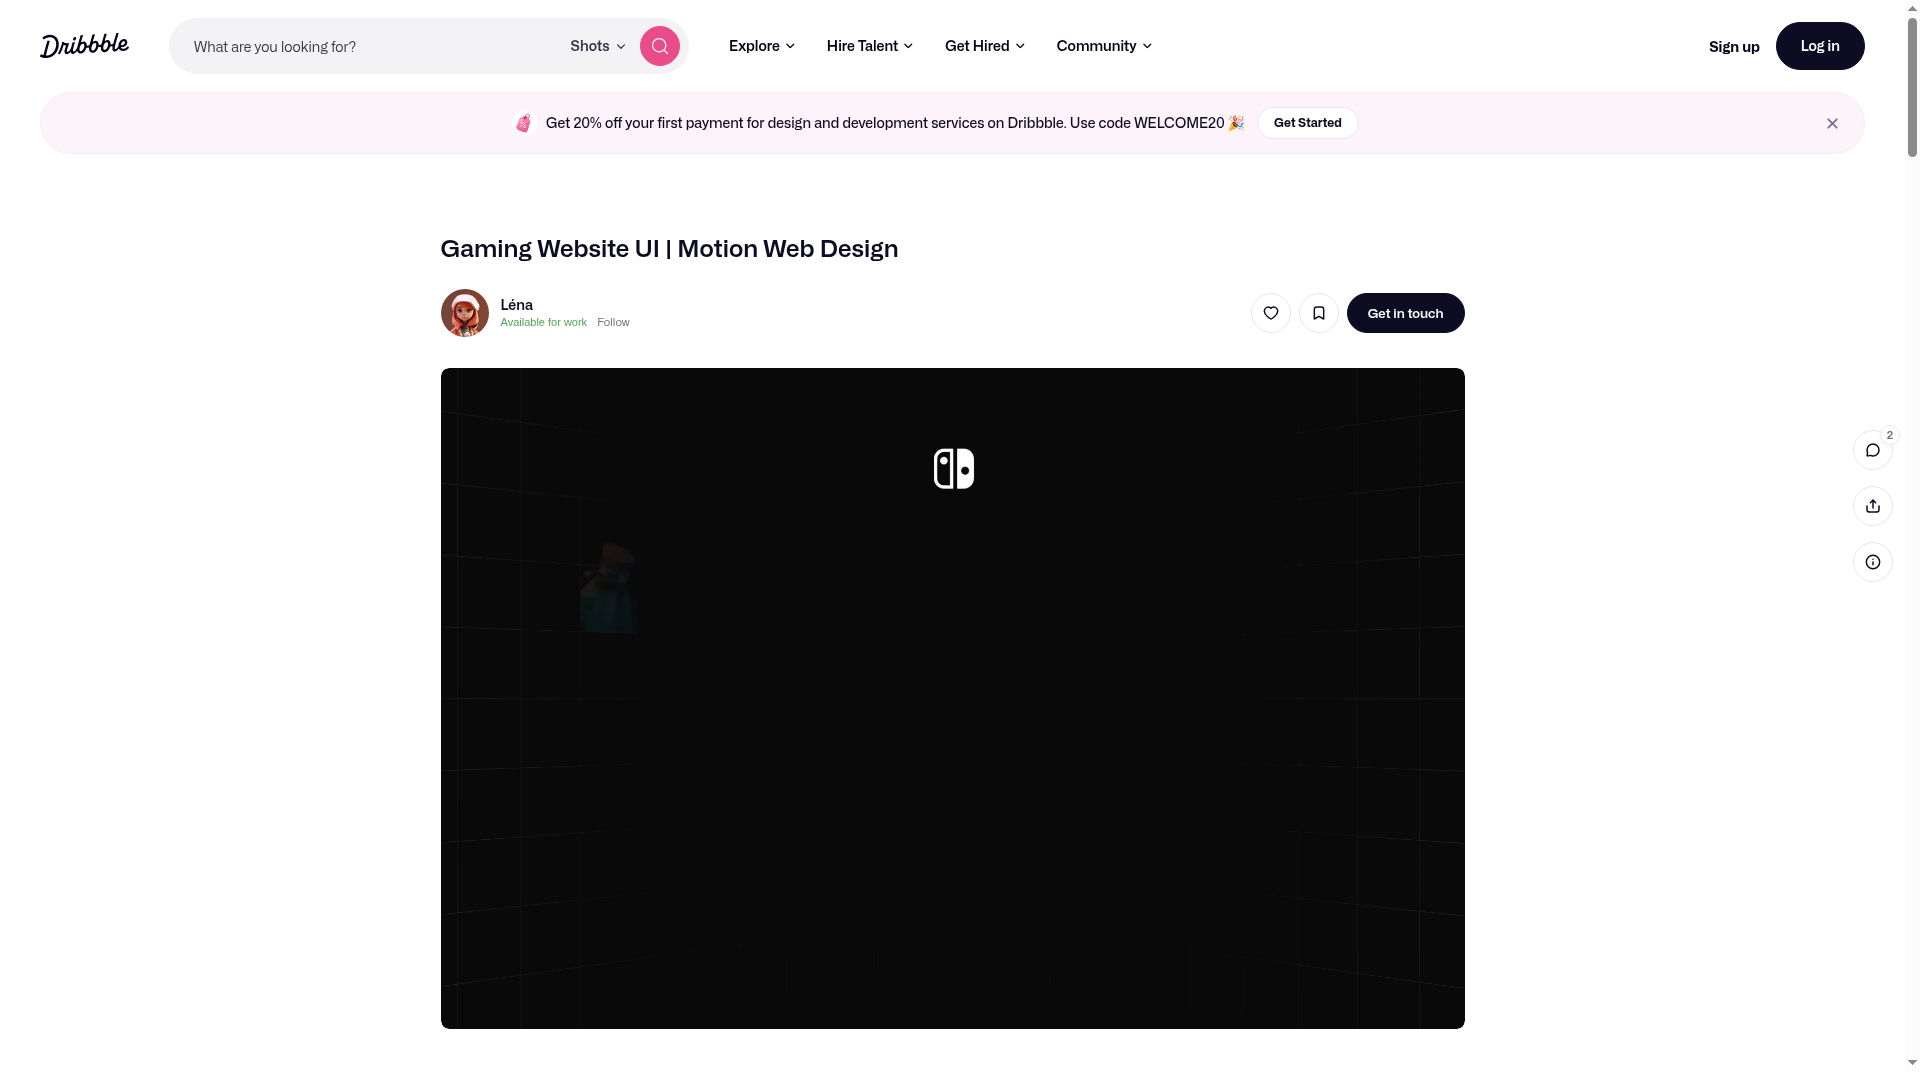 Dribbble
What are you looking for?
Shots
Explore
Hire Talent
Get Hired
Community
Sign up
Log in
Get 20% off your first payment for design and development services on Dribbble. Use code WELCOME20 🎉
Get Started
Gaming Website UI | Motion Web Design
Léna
Available for work
Follow
Get in touch
2